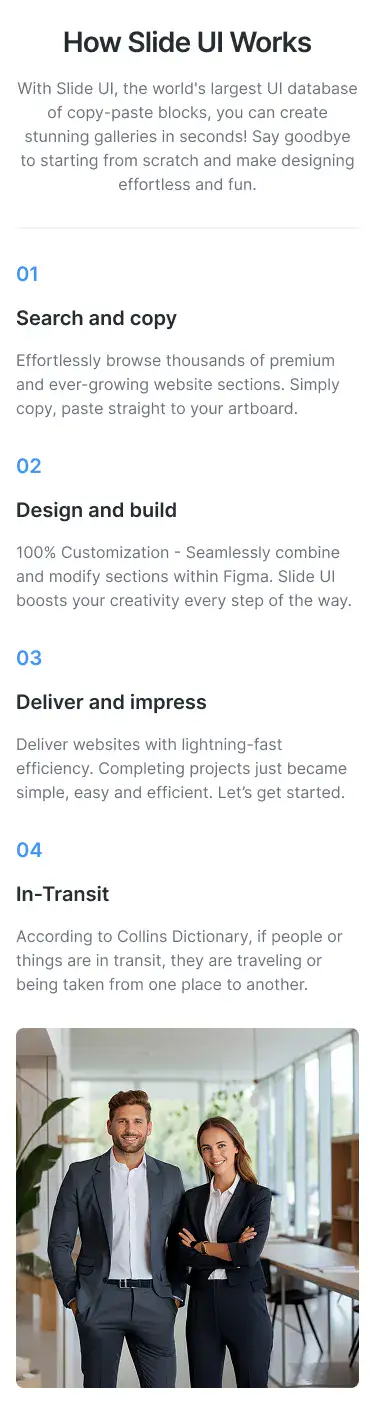 How Slide UI Works
With Slide UI, the world's largest UI database
of copy-paste blocks, you can create
stunning galleries in seconds! Say goodbye
to starting from scratch and make designing
effortless and fun.
01
Search and copy
Effortlessly browse thousands of premium
and ever-growing website sections. Simply
copy, paste straight to your artboard.
02
Design and build
100% Customization - Seamlessly combine
and modify sections within Figma. Slide UI
boosts your creativity every step of the way.
03
Deliver and impress
Deliver websites with lightning-fast
efficiency. Completing projects just became
simple, easy and efficient. Let’s get started.
04
In-Transit
According to Collins Dictionary, if people or
things are in transit, they are traveling or
being taken from one place to another.